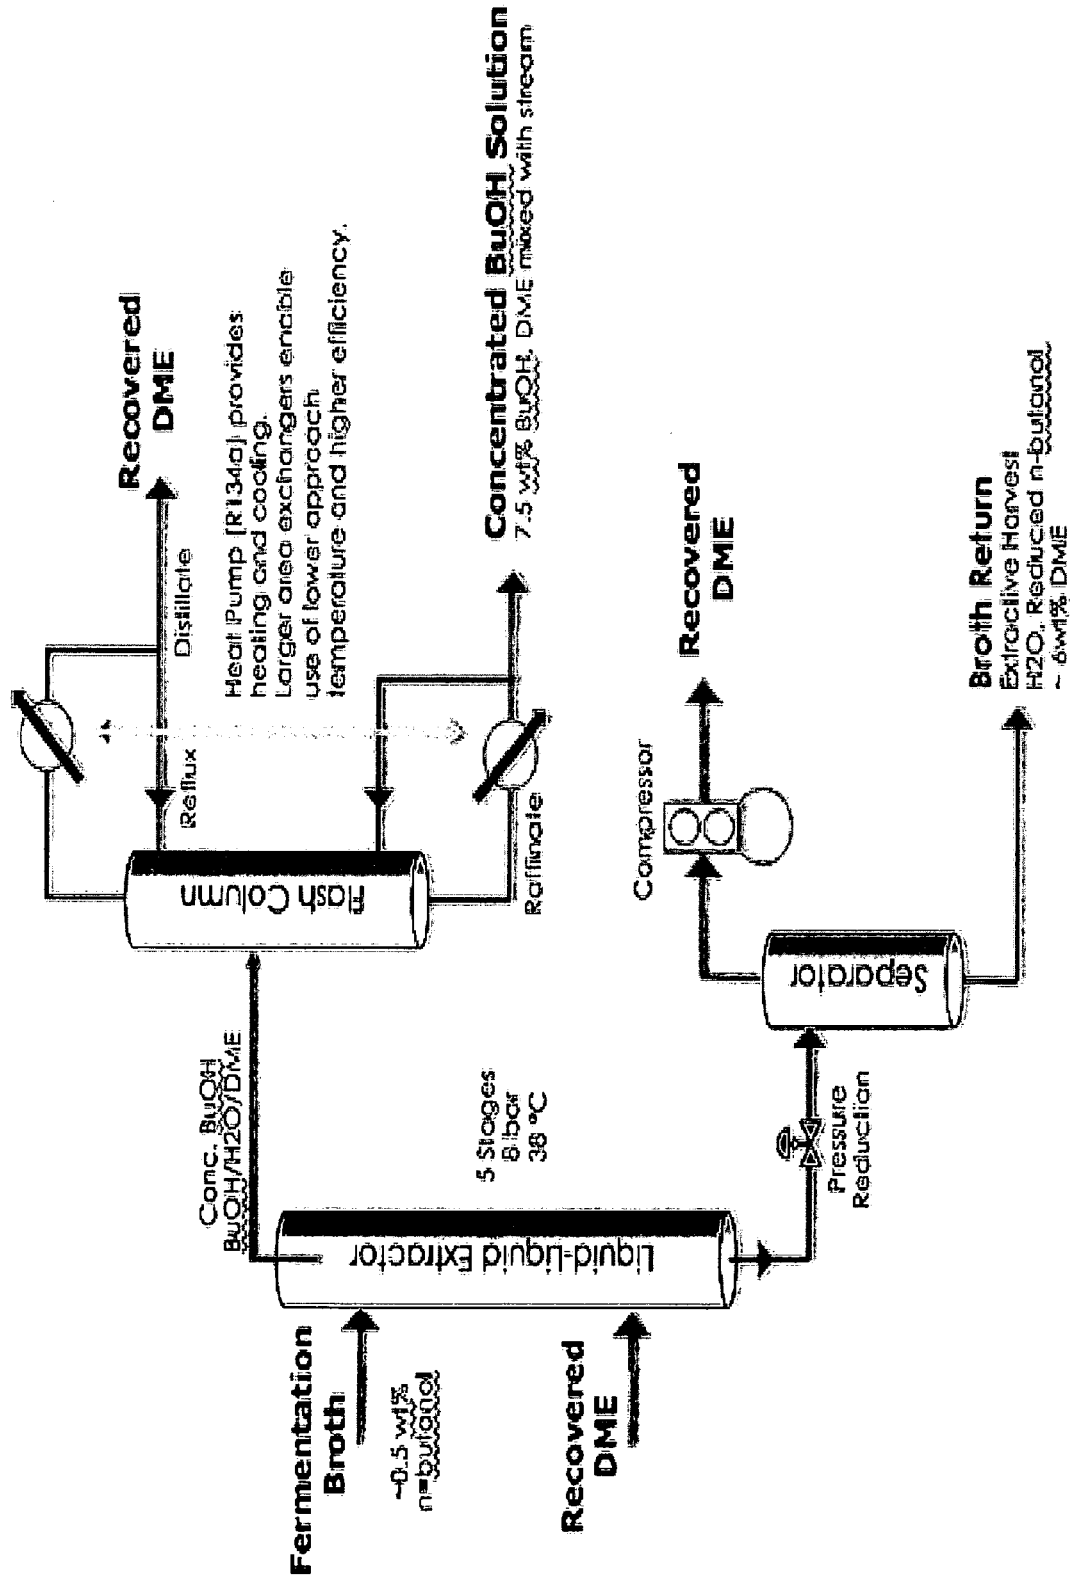 Fermentation
Broth
~0.5 wt%
n-butanol
Recovered
DME
Conc. BuOH
BuOH/H2O/DME
Liquid-Liquid Extractor
5 Stages
8 bar
38 °C
Pressure
Reduction
Flash Column
Reflux
Distillate
Recovered
DME
Heat Pump [R134a] provides
heating and cooling.
Larger area exchangers enable
use of lower approach
temperature and higher efficiency.
Raffinate
Concentrated BuOH Solution
7.5 wt% BuOH, DME mixed with stream
Separator
Compressor
Recovered
DME
Broth Return
Extractive Harvest
H2O, Reduced n-butanol
~ 6wt% DME